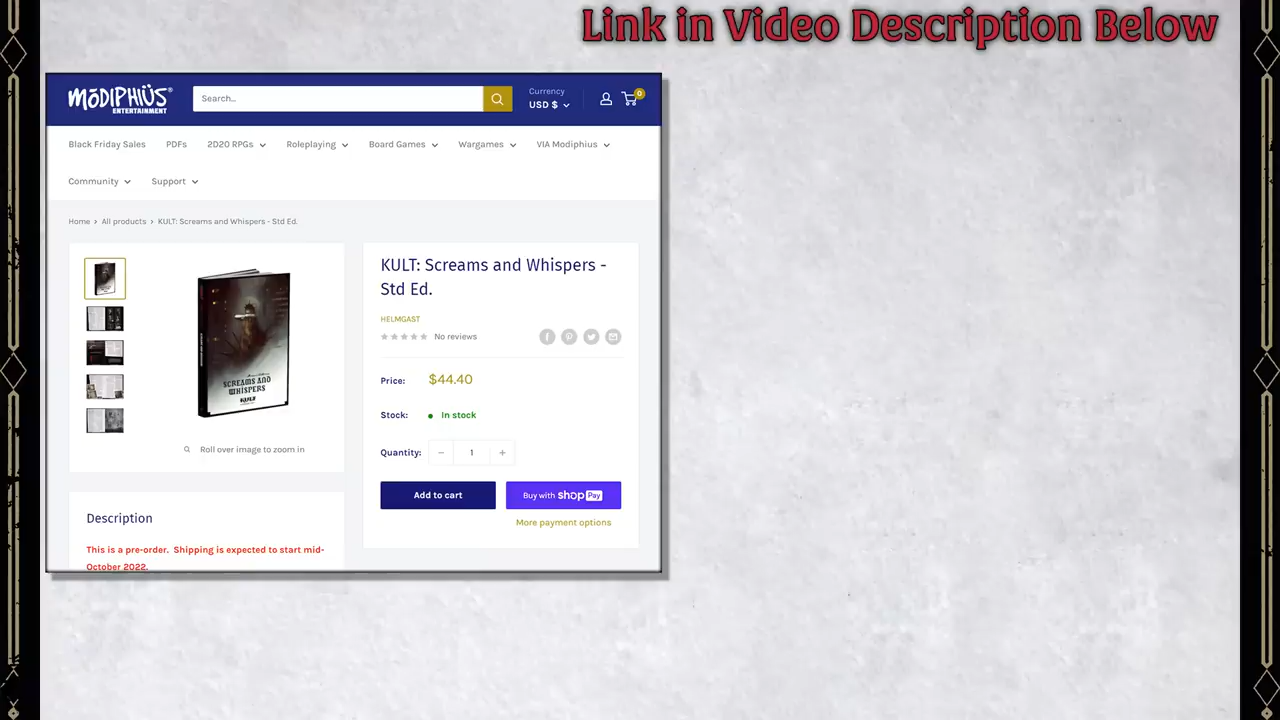 Link in Video Description Below
MŌDIPHIÜS®
ENTERTAINMENT
Search...
Currency
USD $
0
Black Friday Sales
PDFs
2D20 RPGs
Roleplaying
Board Games
Wargames
VIA Modiphius
Community
Support
Home > All products > KULT: Screams and Whispers - Std Ed.
KULT: Screams and Whispers -
Std Ed.
HELMGAST
No reviews
Price: $44.40
Stock: In stock
Quantity: − 1 +
Add to cart
Buy with shop Pay
More payment options
SCREAMS AND
WHISPERS
KULT
Roll over image to zoom in
Description
This is a pre-order. Shipping is expected to start mid-
October 2022.